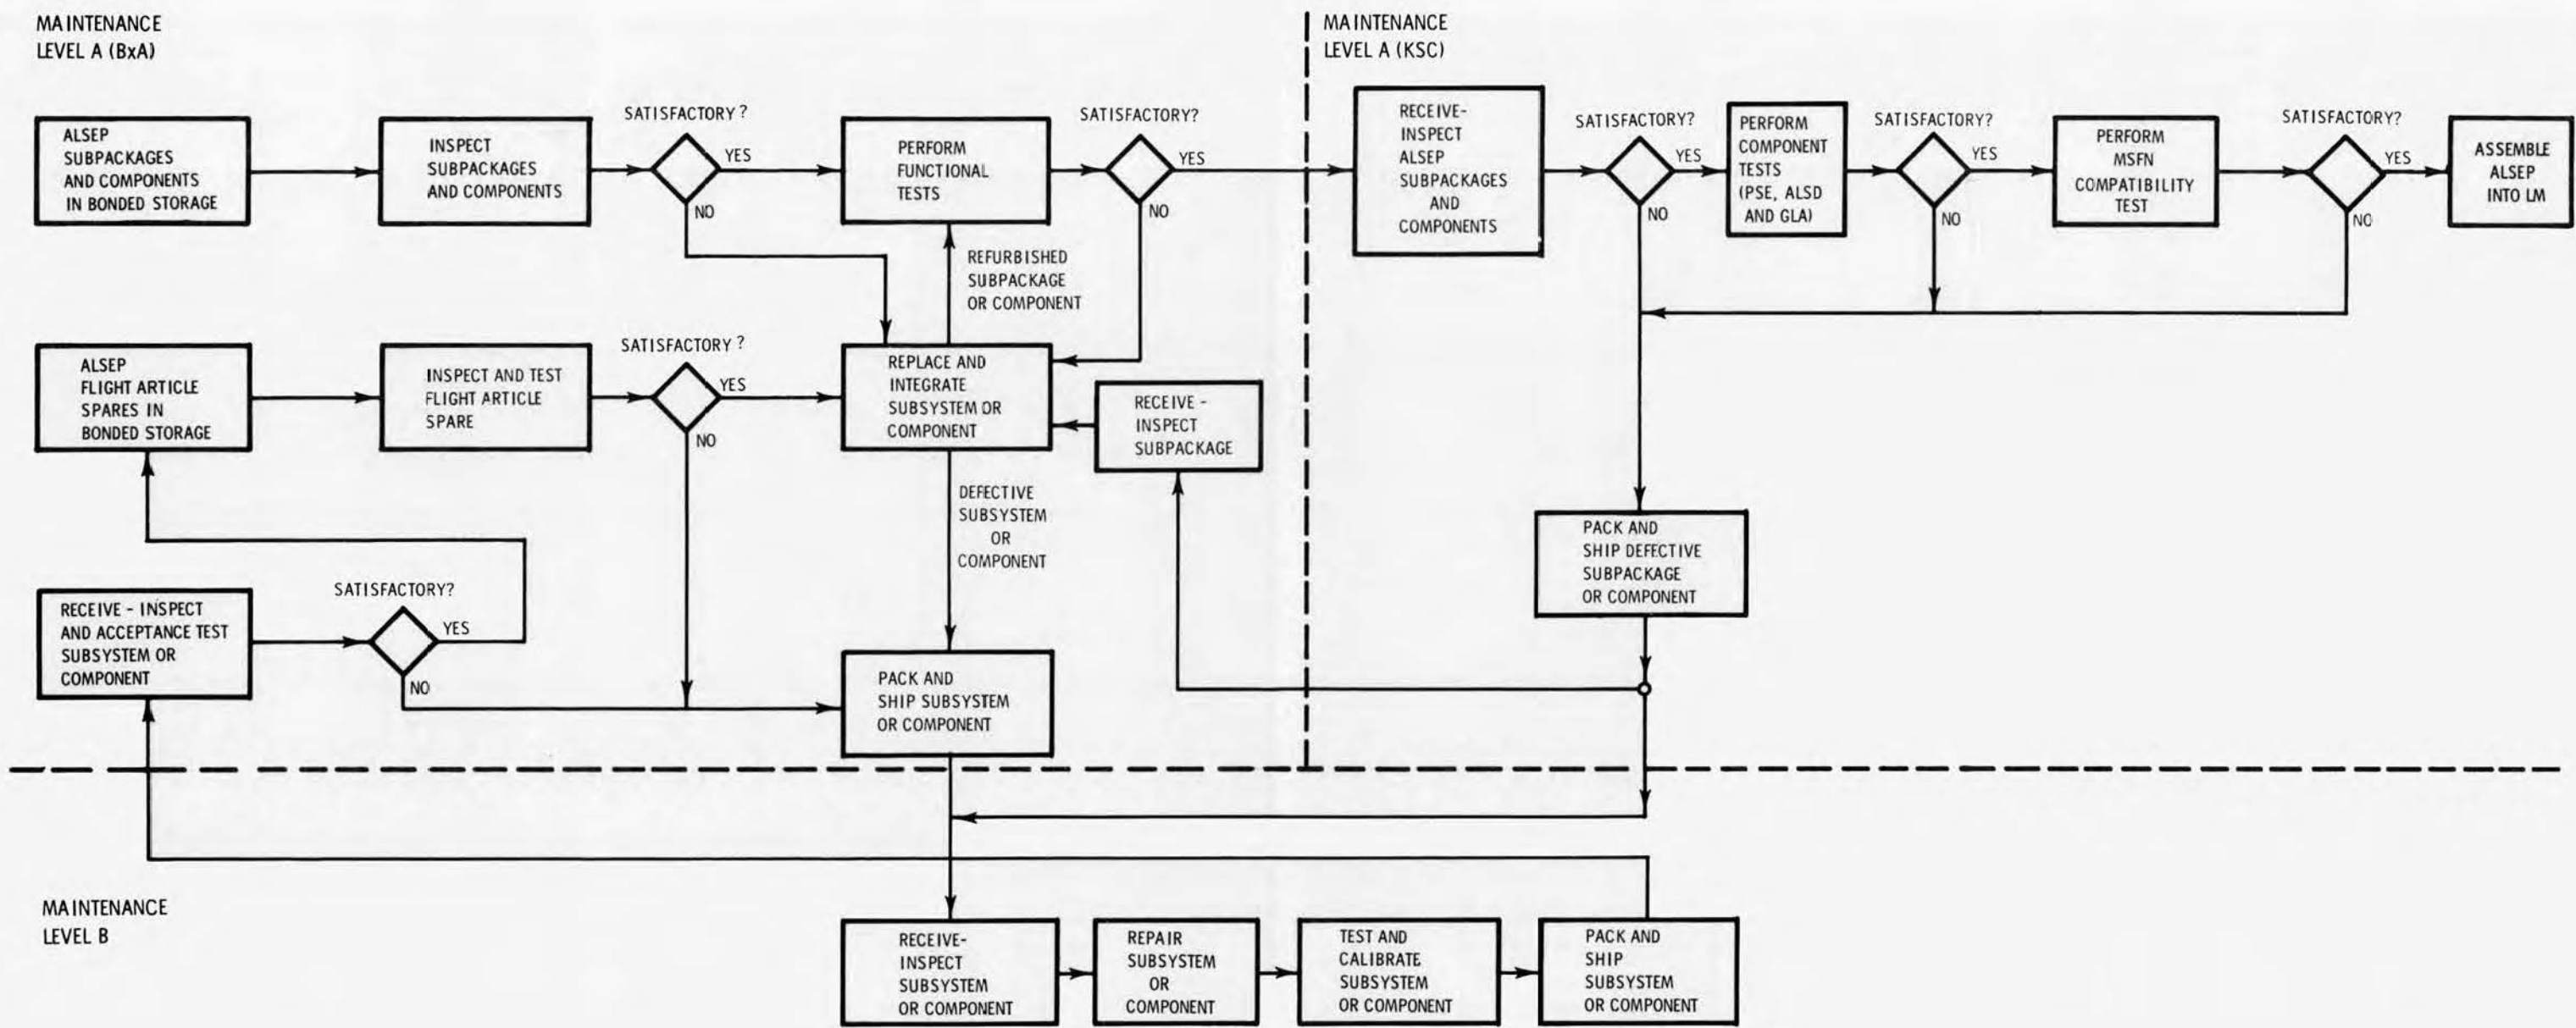 MAINTENANCE
LEVEL A (BxA)
MAINTENANCE
LEVEL A (KSC)
ALSEP
SUBPACKAGES
AND COMPONENTS
IN BONDED STORAGE
INSPECT
SUBPACKAGES
AND COMPONENTS
SATISFACTORY?
YES
NO
PERFORM
FUNCTIONAL
TESTS
SATISFACTORY?
YES
NO
RECEIVE-
INSPECT
ALSEP
SUBPACKAGES
AND
COMPONENTS
SATISFACTORY?
YES
NO
PERFORM
COMPONENT
TESTS
(PSE, ALSD
AND GLA)
SATISFACTORY?
YES
NO
PERFORM
MSFN
COMPATIBILITY
TEST
SATISFACTORY?
YES
NO
ASSEMBLE
ALSEP
INTO LM
REFURBISHED
SUBPACKAGE
OR COMPONENT
ALSEP
FLIGHT ARTICLE
SPARES IN
BONDED STORAGE
INSPECT AND TEST
FLIGHT ARTICLE
SPARE
SATISFACTORY?
YES
NO
REPLACE AND
INTEGRATE
SUBSYSTEM OR
COMPONENT
RECEIVE -
INSPECT
SUBPACKAGE
DEFECTIVE
SUBSYSTEM
OR
COMPONENT
PACK AND
SHIP DEFECTIVE
SUBPACKAGE
OR COMPONENT
RECEIVE - INSPECT
AND ACCEPTANCE TEST
SUBSYSTEM OR
COMPONENT
SATISFACTORY?
YES
NO
PACK AND
SHIP SUBSYSTEM
OR COMPONENT
MAINTENANCE
LEVEL B
RECEIVE-
INSPECT
SUBSYSTEM
OR COMPONENT
REPAIR
SUBSYSTEM
OR
COMPONENT
TEST AND
CALIBRATE
SUBSYSTEM
OR COMPONENT
PACK AND
SHIP
SUBSYSTEM
OR COMPONENT